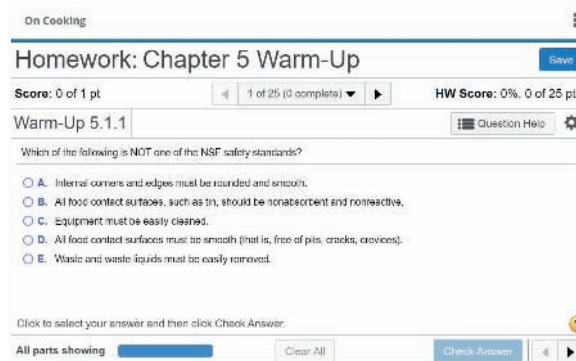 On Cooking
Homework: Chapter 5 Warm-Up
Save
Score: 0 of 1 pt
1 of 25 (0 complete)
HW Score: 0%, 0 of 25 pt
Warm-Up 5.1.1
Question Help
Which of the following is NOT one of the NSF safety standards?
A. Internal corners and edges must be rounded and smooth.
B. All food contact surfaces, such as tin, should be nonabsorbent and nonreactive.
C. Equipment must be easily cleaned.
D. All food contact surfaces must be smooth (that is, free of pits, cracks, crevices).
E. Waste and waste liquids must be easily removed.
Click to select your answer and then click Check Answer.
All parts showing
Clear All
Check Answer